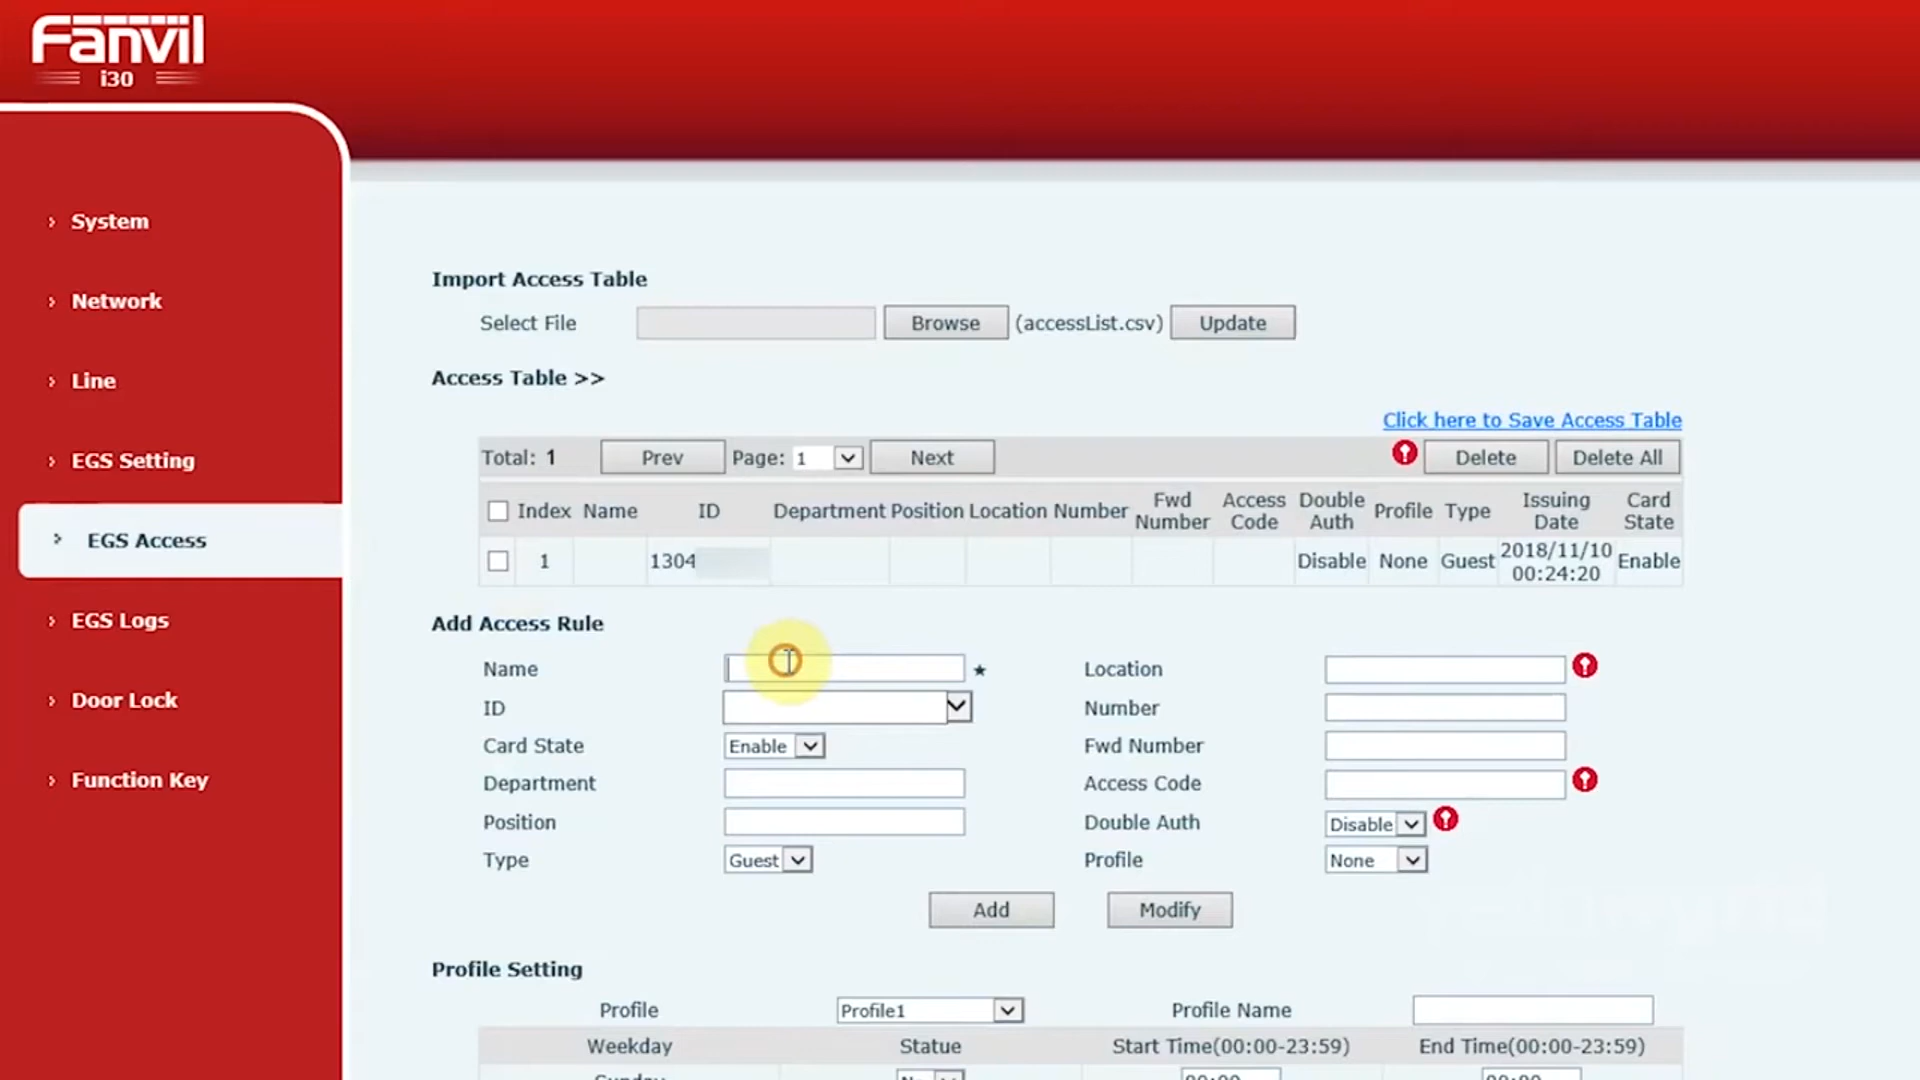 Fanvil
i30
System
Network
Line
EGS Setting
EGS Access
EGS Logs
Door Lock
Function Key
Import Access Table
Select File Browse (accessList.csv) Update
Access Table >>
Click here to Save Access Table
Total: 1 Prev Page: 1 Next Delete Delete All
Index Name ID Department Position Location Number Fwd Number Access Code Double Auth Profile Type Issuing Date Card State
1 1304 Disable None Guest 2018/11/10 00:24:20 Enable
Add Access Rule
Name ★ Location
ID Number
Card State Enable Fwd Number
Department Access Code
Position Double Auth Disable
Type Guest Profile None
Add Modify
Profile Setting
Profile Profile1 Profile Name
Weekday Statue Start Time(00:00-23:59) End Time(00:00-23:59)